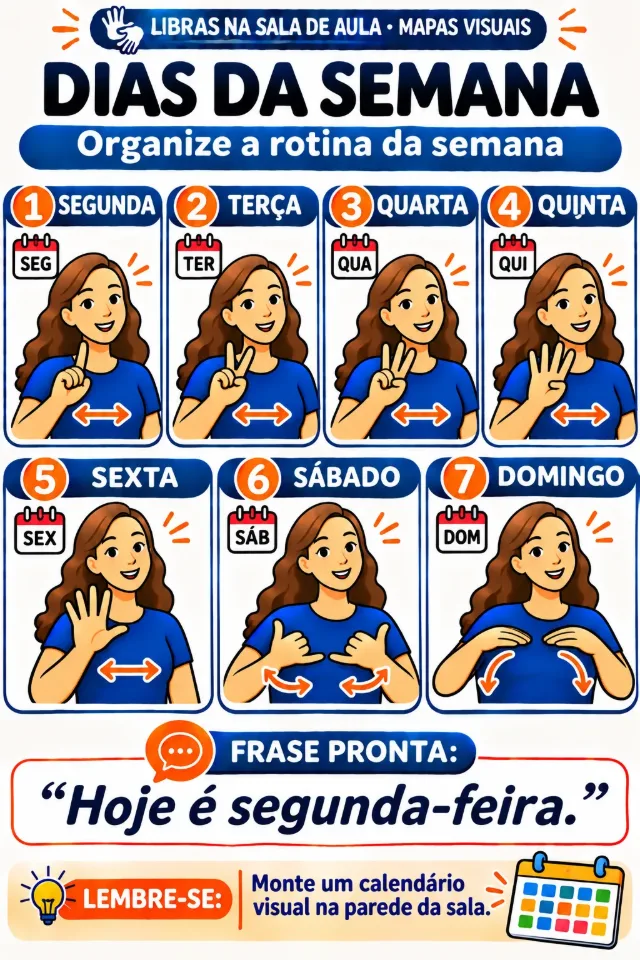 LIBRAS NA SALA DE AULA • MAPAS VISUAIS
DIAS DA SEMANA
Organize a rotina da semana
1 SEGUNDA
SEG
2 TERÇA
TER
3 QUARTA
QUA
4 QUINTA
QUI
5 SEXTA
SEX
6 SÁBADO
SÁB
7 DOMINGO
DOM
FRASE PRONTA:
“Hoje é segunda-feira.”
LEMBRE-SE:
Monte um calendário
visual na parede da sala.